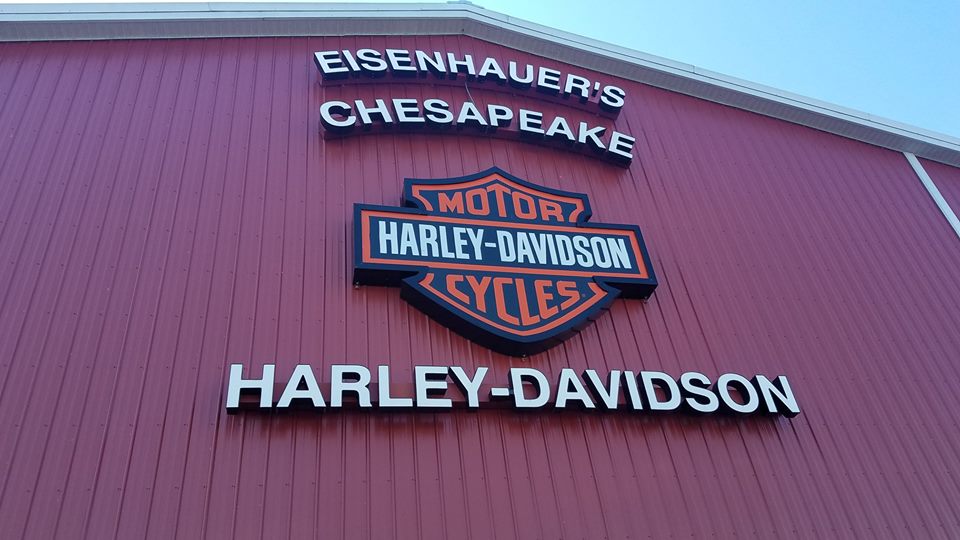 EISENHAUER'S
CHESAPEAKE
MOTOR
HARLEY-DAVIDSON
CYCLES
HARLEY-DAVIDSON